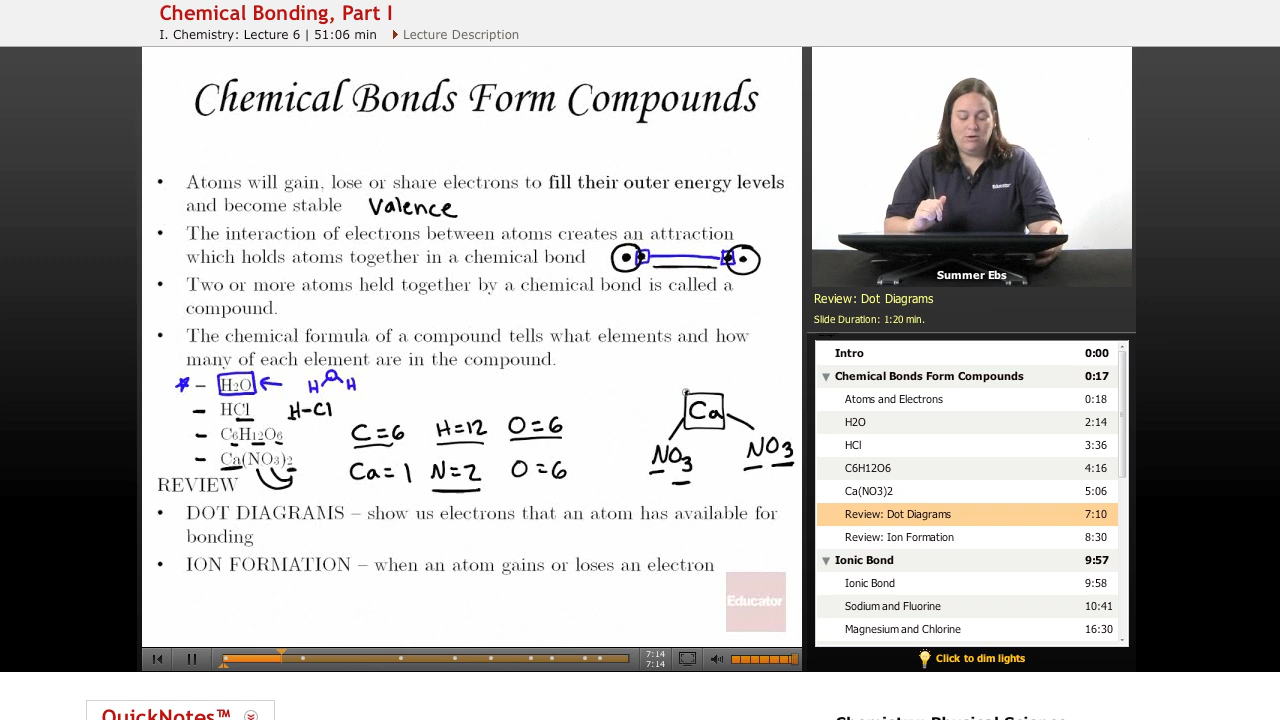 Chemical Bonding, Part I
I. Chemistry: Lecture 6 | 51:06 min Lecture Description
Chemical Bonds Form Compounds
• Atoms will gain, lose or share electrons to fill their outer energy levels
and become stable Valence
• The interaction of electrons between atoms creates an attraction
which holds atoms together in a chemical bond
• Two or more atoms held together by a chemical bond is called a
compound.
• The chemical formula of a compound tells what elements and how
many of each element are in the compound.
– H2O H O H
– HCl H-Cl
– C6H12O6 C=6 H=12 O=6
– Ca(NO3)2 Ca=1 N=2 O=6
Ca
NO3 NO3
REVIEW
• DOT DIAGRAMS – show us electrons that an atom has available for
bonding
• ION FORMATION – when an atom gains or loses an electron
Educator
7:14
7:14
Educator
Summer Ebs
Review: Dot Diagrams
Slide Duration: 1:20 min.
Intro 0:00
Chemical Bonds Form Compounds 0:17
Atoms and Electrons 0:18
H2O 2:14
HCl 3:36
C6H12O6 4:16
Ca(NO3)2 5:06
Review: Dot Diagrams 7:10
Review: Ion Formation 8:30
Ionic Bond 9:57
Ionic Bond 9:58
Sodium and Fluorine 10:41
Magnesium and Chlorine 16:30
Click to dim lights
QuickNotes™
Chemistry: Physical Science